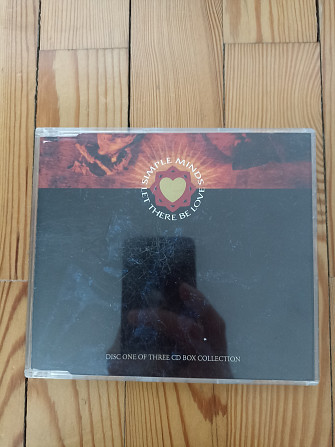 SIMPLE MINDS
LET THERE BE LOVE
DISC ONE OF THREE CD BOX COLLECTION